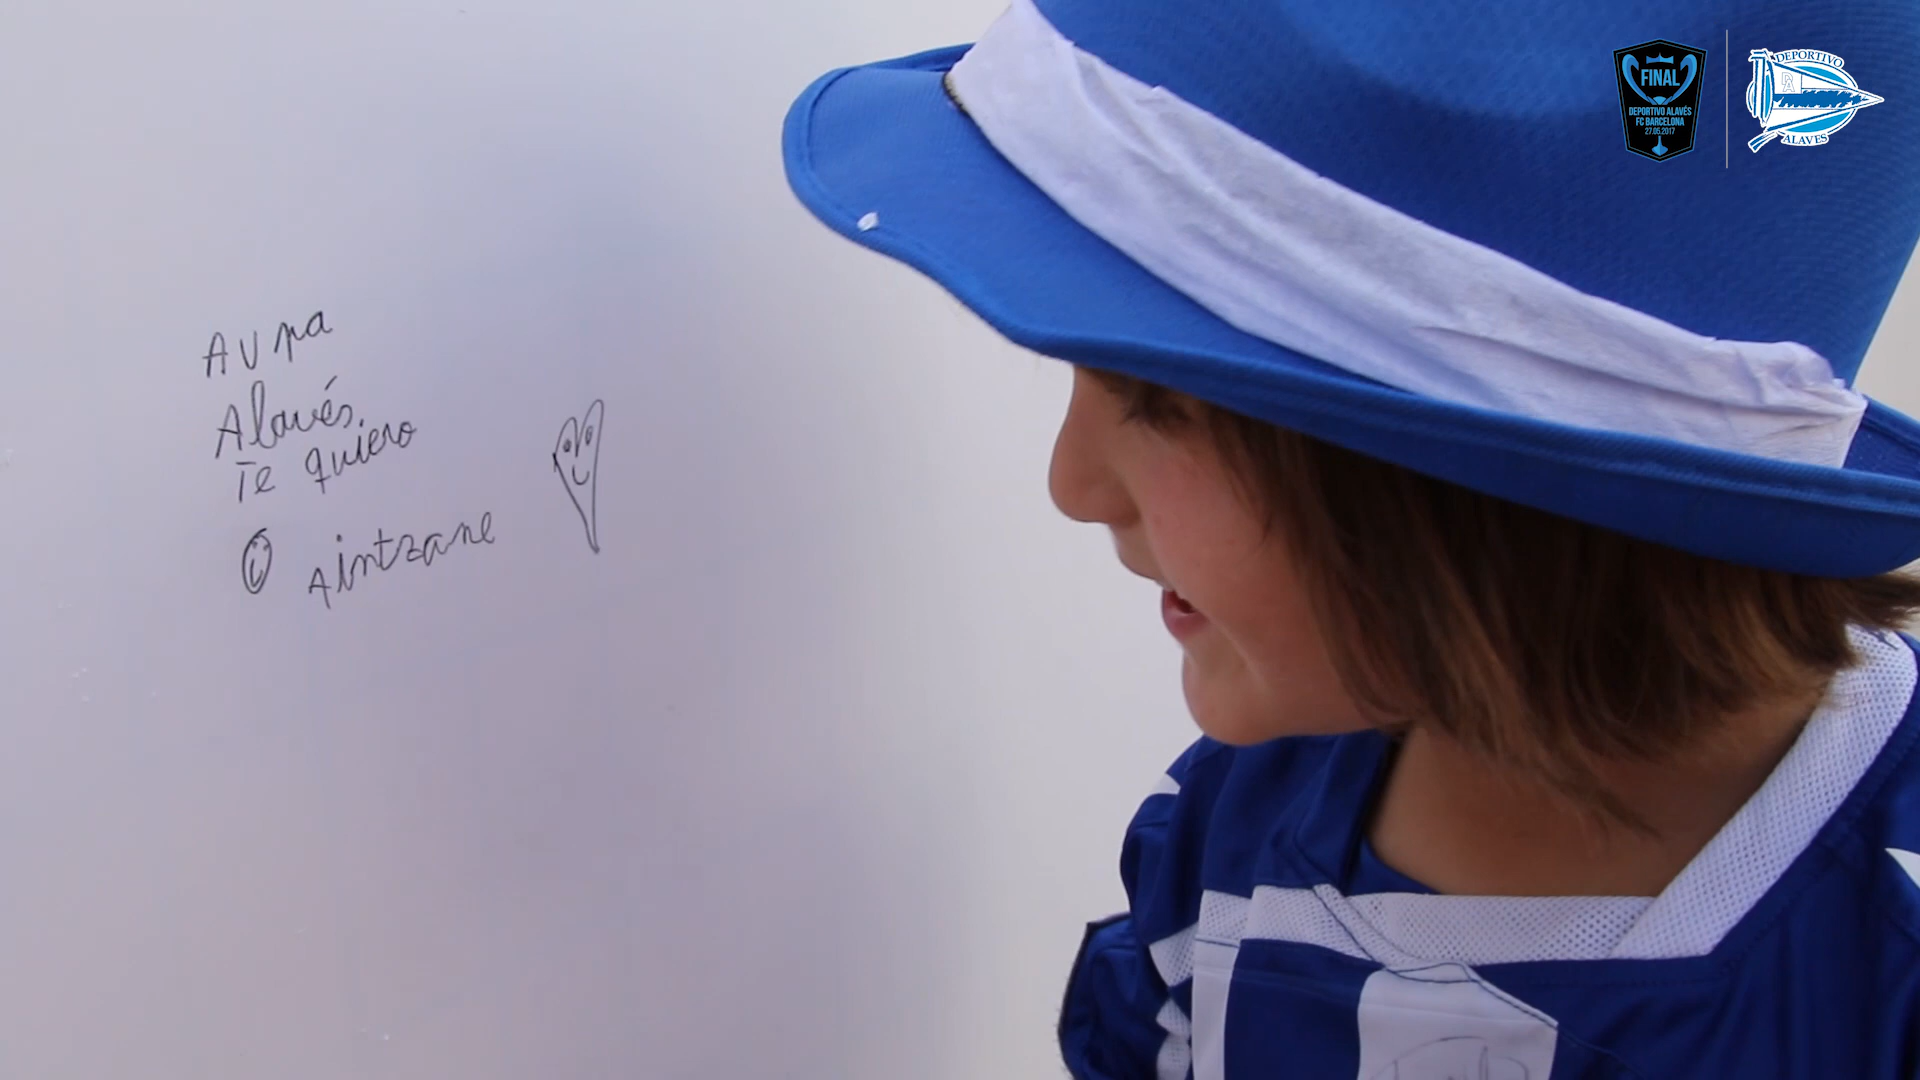 Aupa
Alavés
Te quiero
Aintzane
FINAL
DEPORTIVO ALAVÉS
FC BARCELONA
27.05.2017
DEPORTIVO
ALAVES